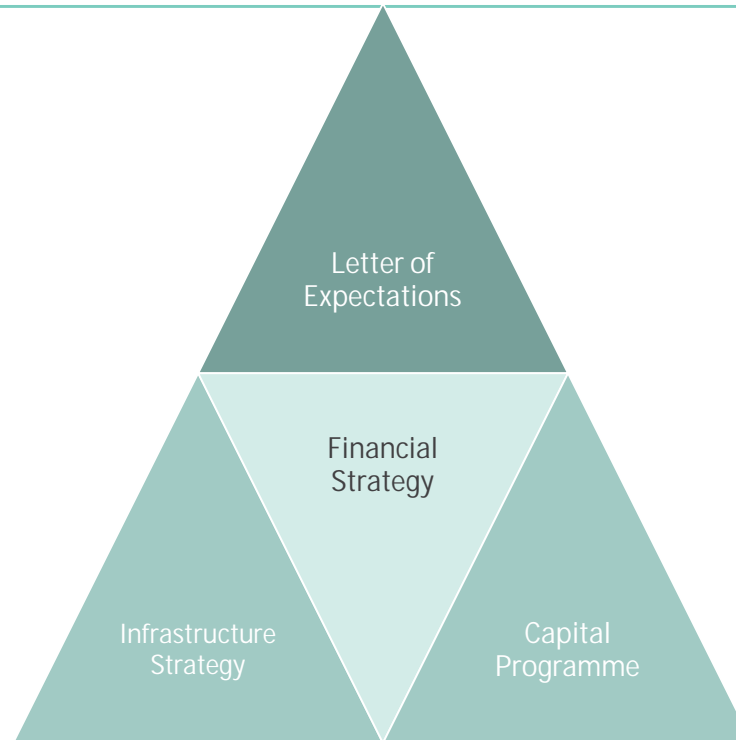 Letter of
Expectations
Financial
Strategy
Infrastructure
Strategy
Capital
Programme